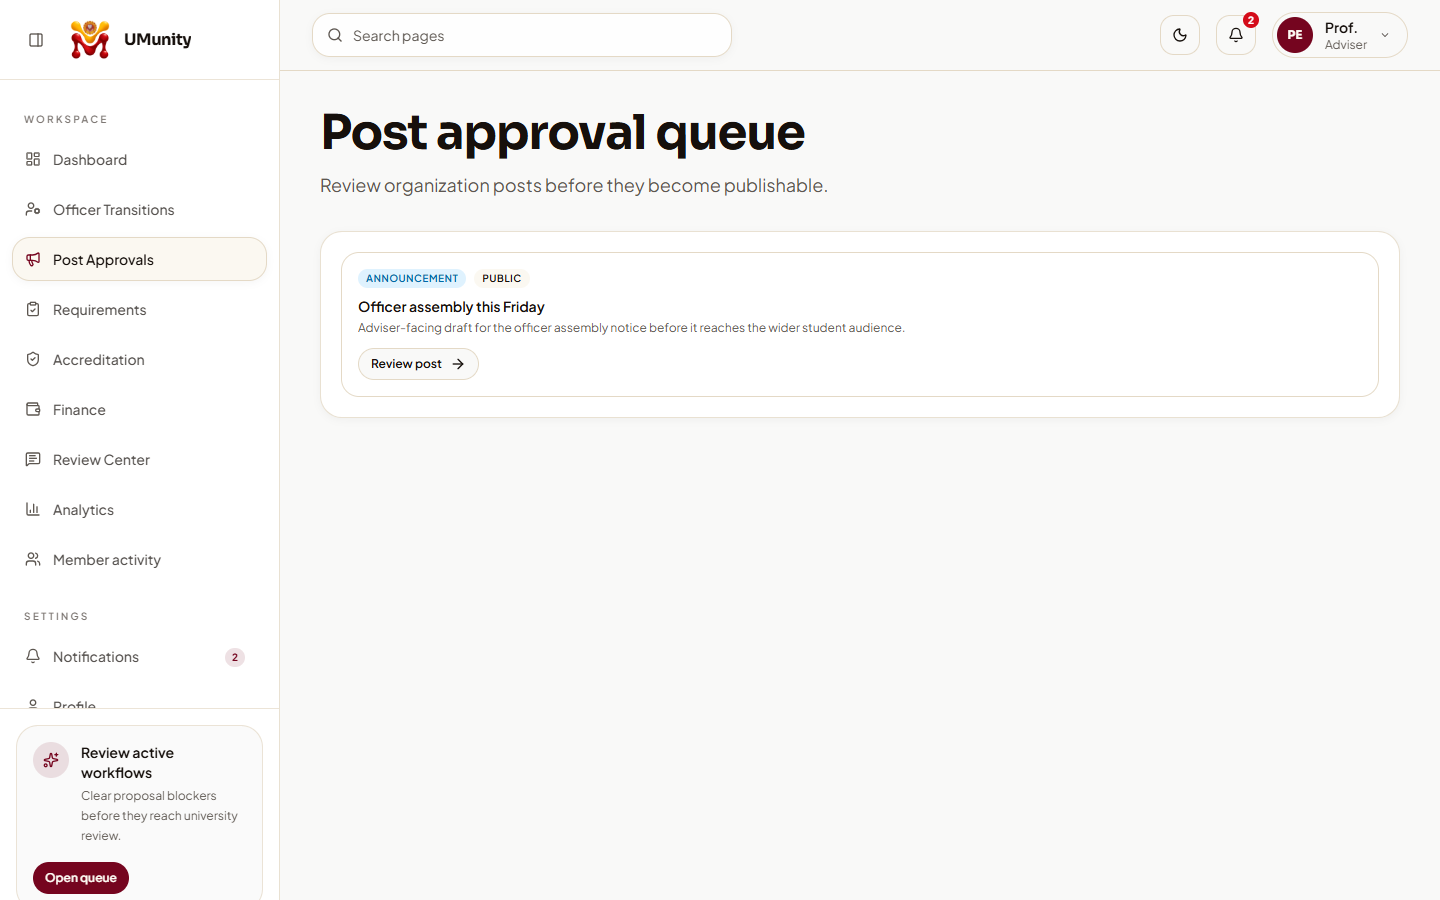 UMunity
Search pages
2
PE
Prof.
Adviser
WORKSPACE
Dashboard
Officer Transitions
Post Approvals
Requirements
Accreditation
Finance
Review Center
Analytics
Member activity
SETTINGS
Notifications
2
Profile
Review active
workflows
Clear proposal blockers
before they reach university
review.
Open queue
Post approval queue
Review organization posts before they become publishable.
ANNOUNCEMENT
PUBLIC
Officer assembly this Friday
Adviser-facing draft for the officer assembly notice before it reaches the wider student audience.
Review post